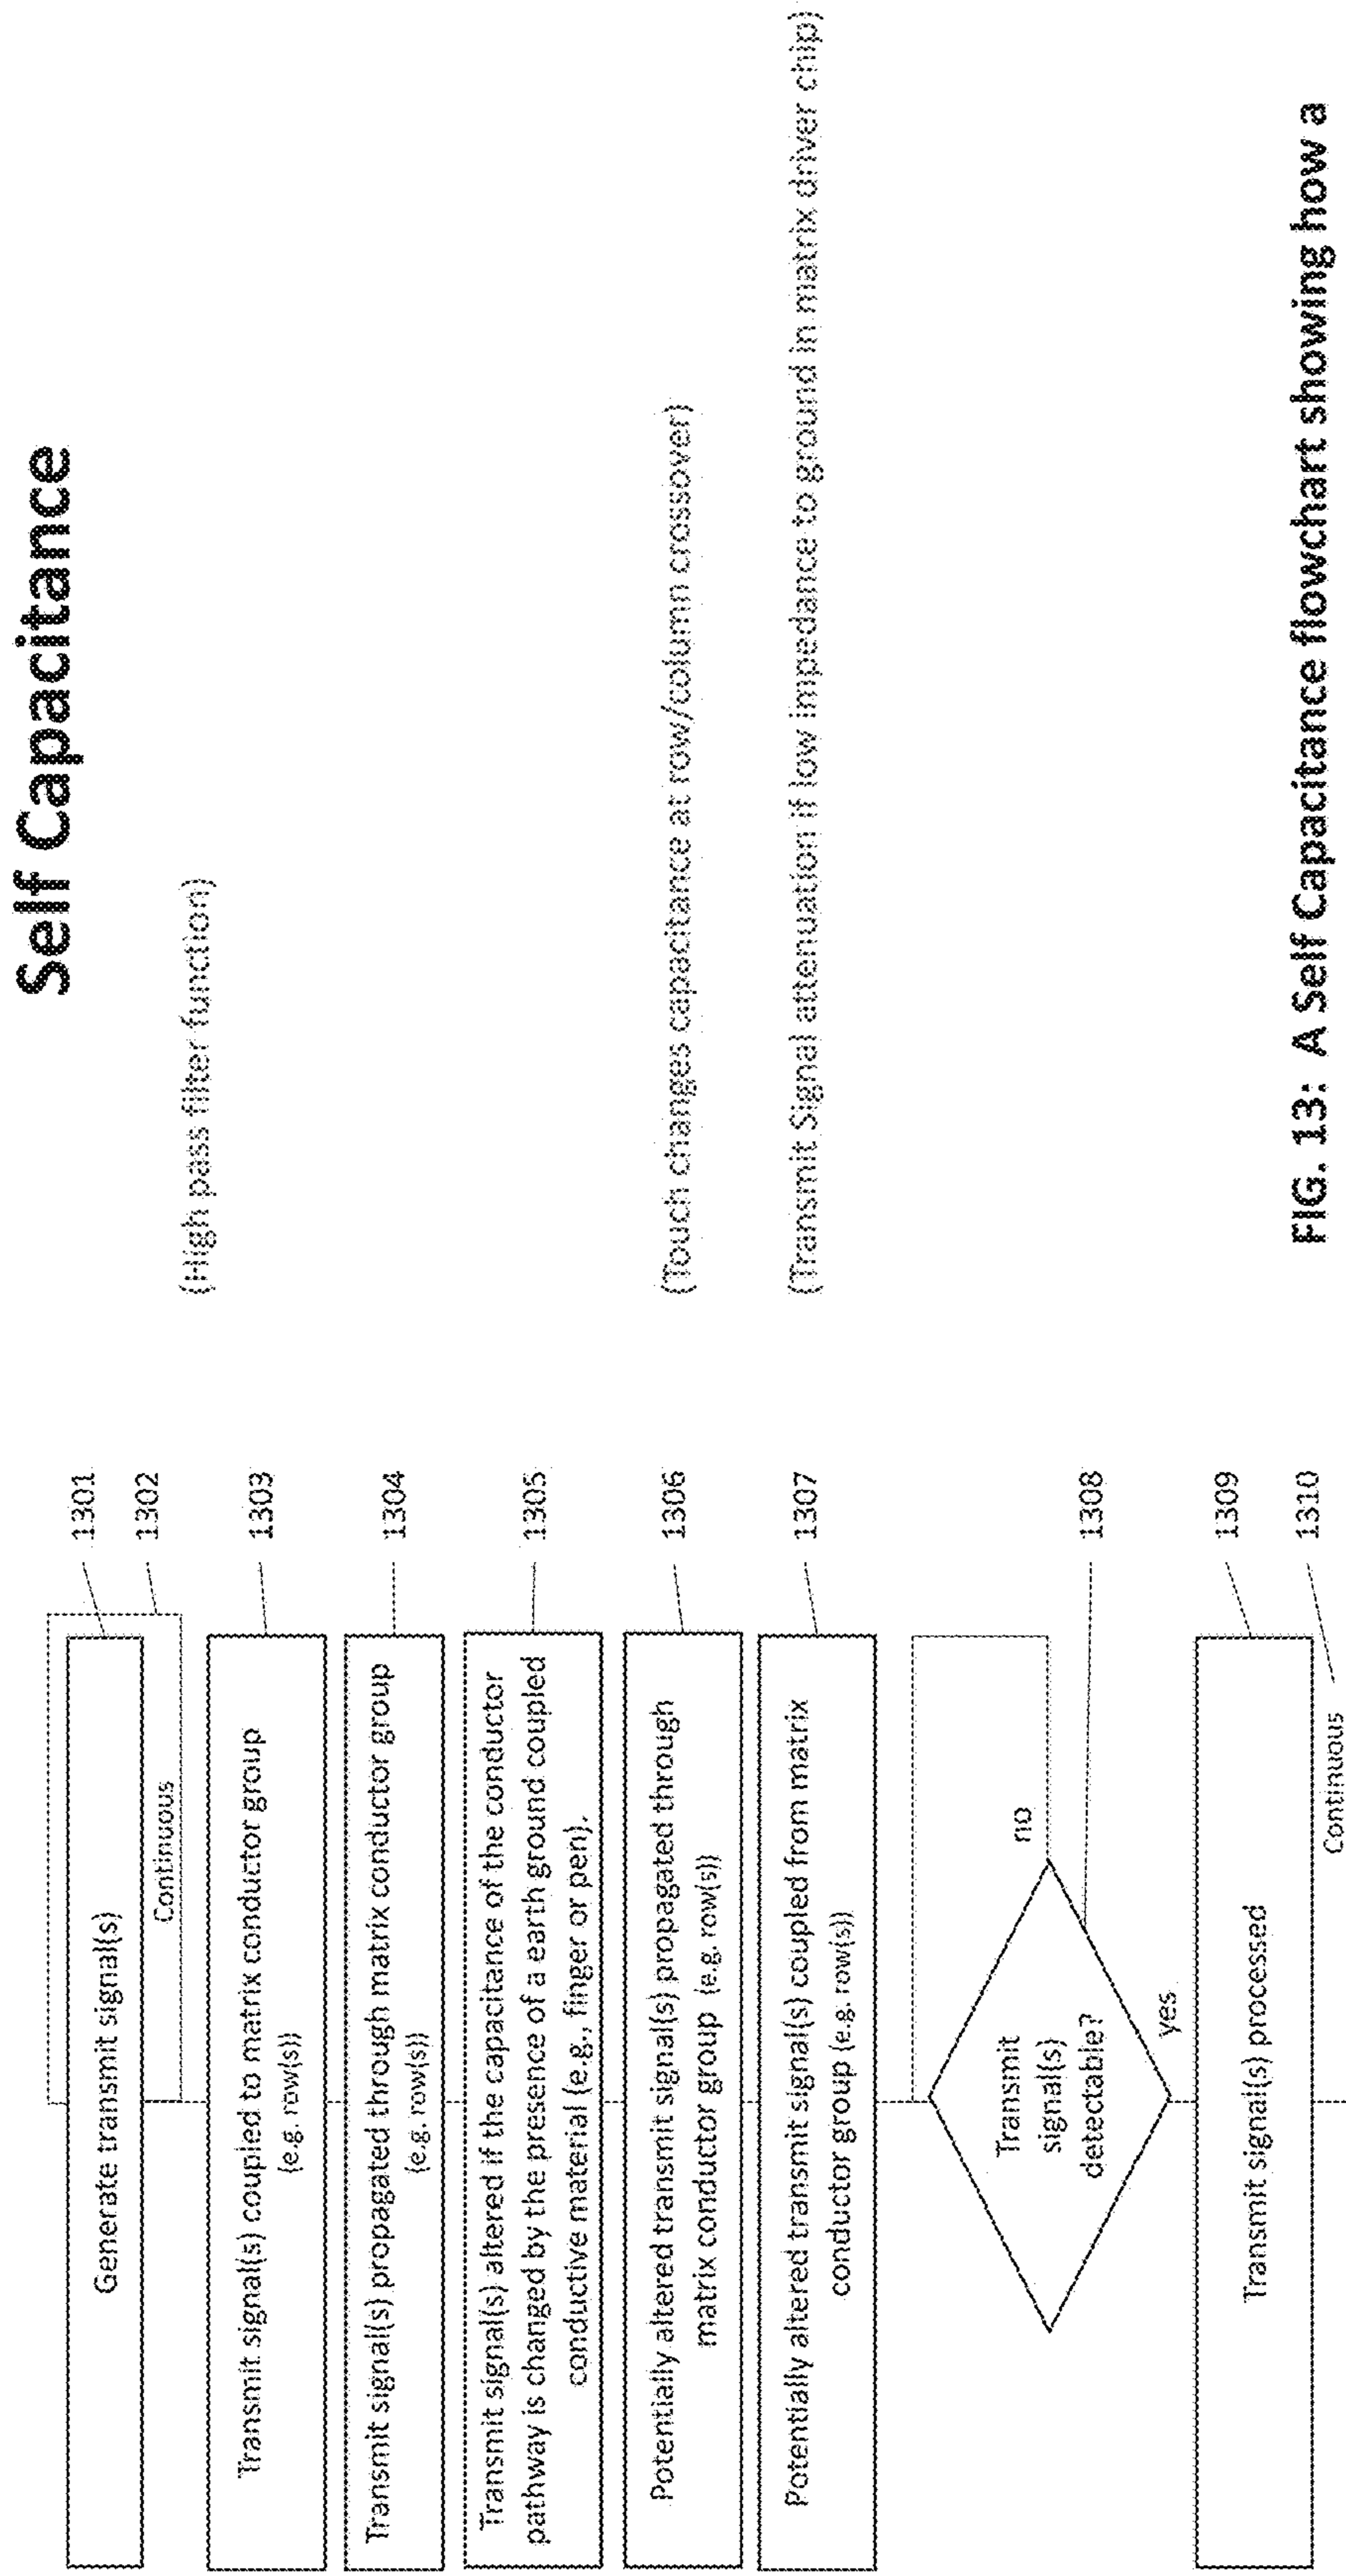 Self Capacitance
Generate transmit signal(s)
1301
Continuous
1302
(High pass filter function)
Transmit signal(s) coupled to matrix conductor group
(e.g. row(s))
1303
Transmit signal(s) propagated through matrix conductor group
(e.g. row(s))
1304
Transmit signal(s) altered if the capacitance of the conductor
pathway is changed by the presence of a earth ground coupled
conductive material (e.g., finger or pen).
1305
Potentially altered transmit signal(s) propagated through
matrix conductor group (e.g. row(s))
1306
(Touch changes capacitance at row/column crossover)
Potentially altered transmit signal(s) coupled from matrix
conductor group (e.g. row(s))
1307
(Transmit Signal attenuation if low impedance to ground in matrix driver chip)
no
Transmit
signal(s)
detectable?
1308
yes
Transmit signal(s) processed
1309
Continuous
1310
FIG. 13: A Self Capacitance flowchart showing how a